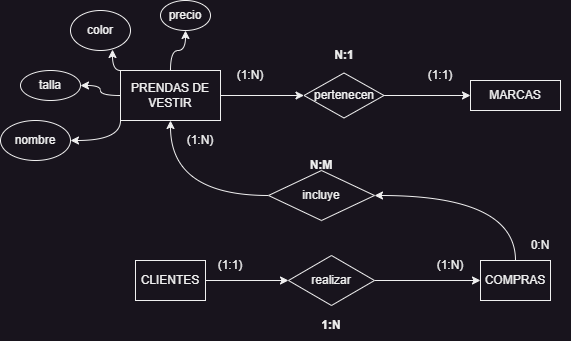 precio
color
N:1
talla
(1:N)
(1:1)
PRENDAS DE
VESTIR
pertenecen
MARCAS
nombre
(1:N)
N:M
incluye
0:N
(1:1)
(1:N)
CLIENTES
realizar
COMPRAS
1:N